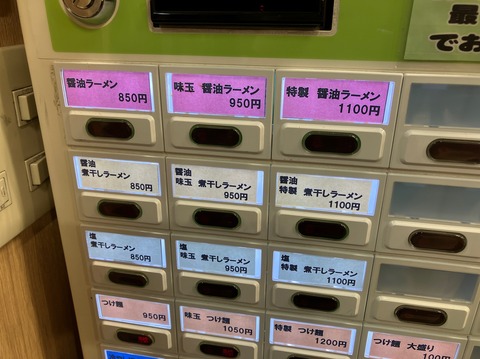 最
でお
醤油ラーメン
850円
味玉 醤油ラーメン
950円
特製 醤油ラーメン
1100円
醤油
煮干しラーメン
850円
醤油
味玉 煮干しラーメン
950円
醤油
特製 煮干しラーメン
1100円
塩
煮干しラーメン
850円
塩
味玉 煮干しラーメン
950円
塩
特製 煮干しラーメン
1100円
つけ麺
950円
味玉 つけ麺
1050円
特製 つけ麺
1200円
つけ麺 大盛り
100円